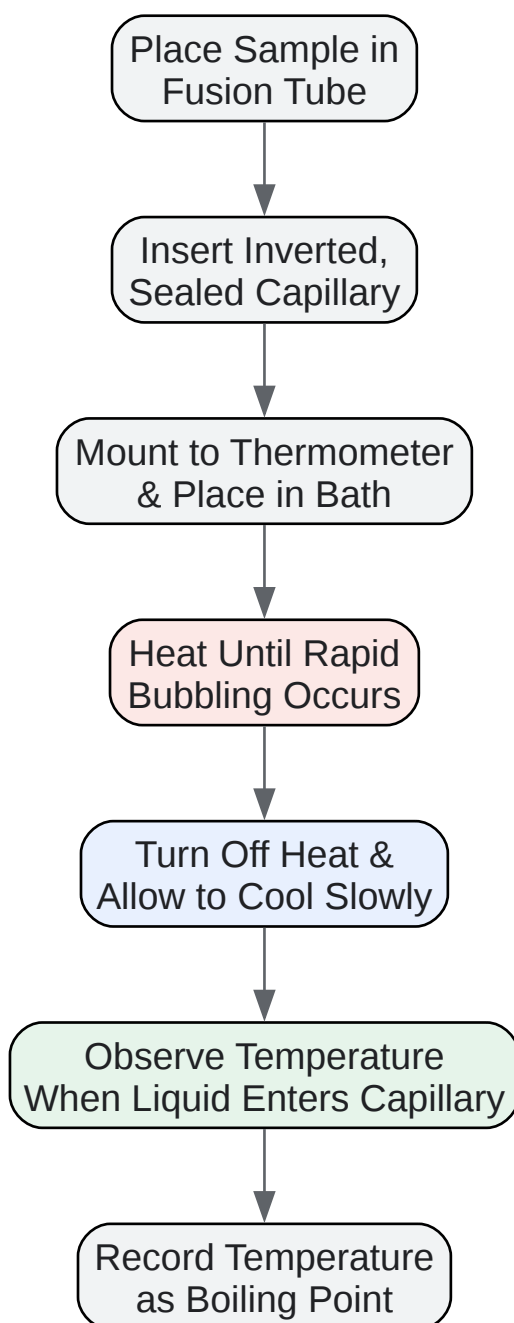 Place Sample in
Fusion Tube
Insert Inverted,
Sealed Capillary
Mount to Thermometer
& Place in Bath
Heat Until Rapid
Bubbling Occurs
Turn Off Heat &
Allow to Cool Slowly
Observe Temperature
When Liquid Enters Capillary
Record Temperature
as Boiling Point